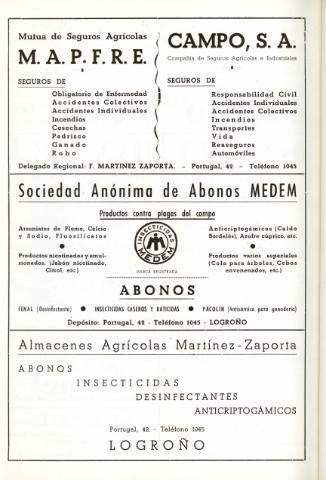 Mutua de Seguros Agrícolas
M. A. P. F. R. E.
SEGUROS DE
Obligatorio de Enfermedad
Accidentes Colectivos
Accidentes Individuales
Incendios
Cosechas
Pedrisco
Ganado
Robo
CAMPO, S. A.
Compañía de Seguros Agrícolas e Industriales
SEGUROS DE
Responsabilidad Civil
Accidentes Individuales
Accidentes Colectivos
Incendios
Transportes
Vida
Reaseguros
Automóviles
Delegado Regional: F. MARTINEZ ZAPORTA. - Portugal, 42 - Teléfono 1045
Sociedad Anónima de Abonos MEDEM
Productos contra plagas del campo
Arseniatos de Plomo, Calcio
y Sodio, Fluosilicatos
Productos nicotinados y emul-
sionados. (Jabón nicotinado,
Citrol, etc.)
INSECTICIDAS
M
MEDEM
MARCA REGISTRADA
Anticriptogámicos (Caldo
Bordelés), Azufre cúprico, etc.
Productos varios especiales
(Cola para árboles, Cebos
envenenados, etc.)
ABONOS
FENAL (Desinfectante) • INSECTICIDAS CASEROS Y RATICIDAS • PACOLIN (Antisárnico para ganadería)
Depósito: Portugal, 42 - Teléfono 1045 - LOGROÑO
Almacenes Agrícolas Martínez-Zaporta
ABONOS
INSECTICIDAS
DESINFECTANTES
ANTICRIPTOGÁMICOS
Portugal, 42 - Teléfono 1045
LOGROÑO